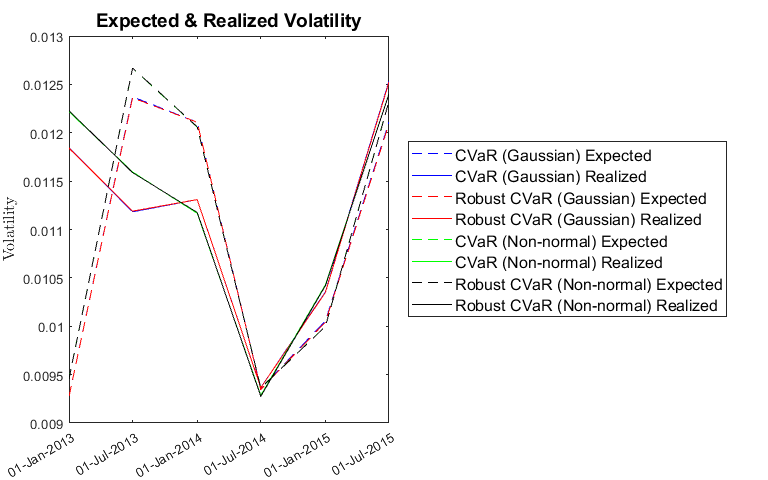 Expected & Realized Volatility
0.013
0.0125
0.012
0.0115
0.011
0.0105
0.01
0.0095
0.009
Volatility
01-Jan-2013
01-Jul-2013
01-Jan-2014
01-Jul-2014
01-Jan-2015
01-Jul-2015
CVaR (Gaussian) Expected
CVaR (Gaussian) Realized
Robust CVaR (Gaussian) Expected
Robust CVaR (Gaussian) Realized
CVaR (Non-normal) Expected
CVaR (Non-normal) Realized
Robust CVaR (Non-normal) Expected
Robust CVaR (Non-normal) Realized